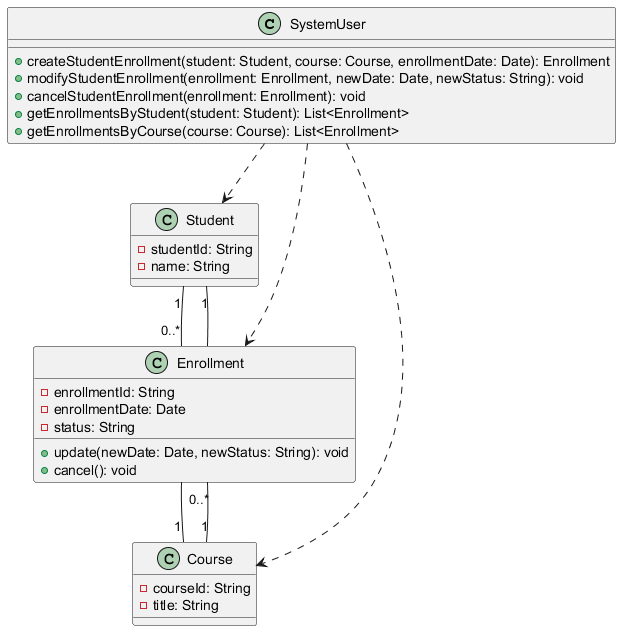 C SystemUser
createStudentEnrollment(student: Student, course: Course, enrollmentDate: Date): Enrollment
modifyStudentEnrollment(enrollment: Enrollment, newDate: Date, newStatus: String): void
cancelStudentEnrollment(enrollment: Enrollment): void
getEnrollmentsByStudent(student: Student): List<Enrollment>
getEnrollmentsByCourse(course: Course): List<Enrollment>
C Student
studentId: String
name: String
1 1
0..*
C Enrollment
enrollmentId: String
enrollmentDate: Date
status: String
update(newDate: Date, newStatus: String): void
cancel(): void
0..*
1 1
C Course
courseId: String
title: String